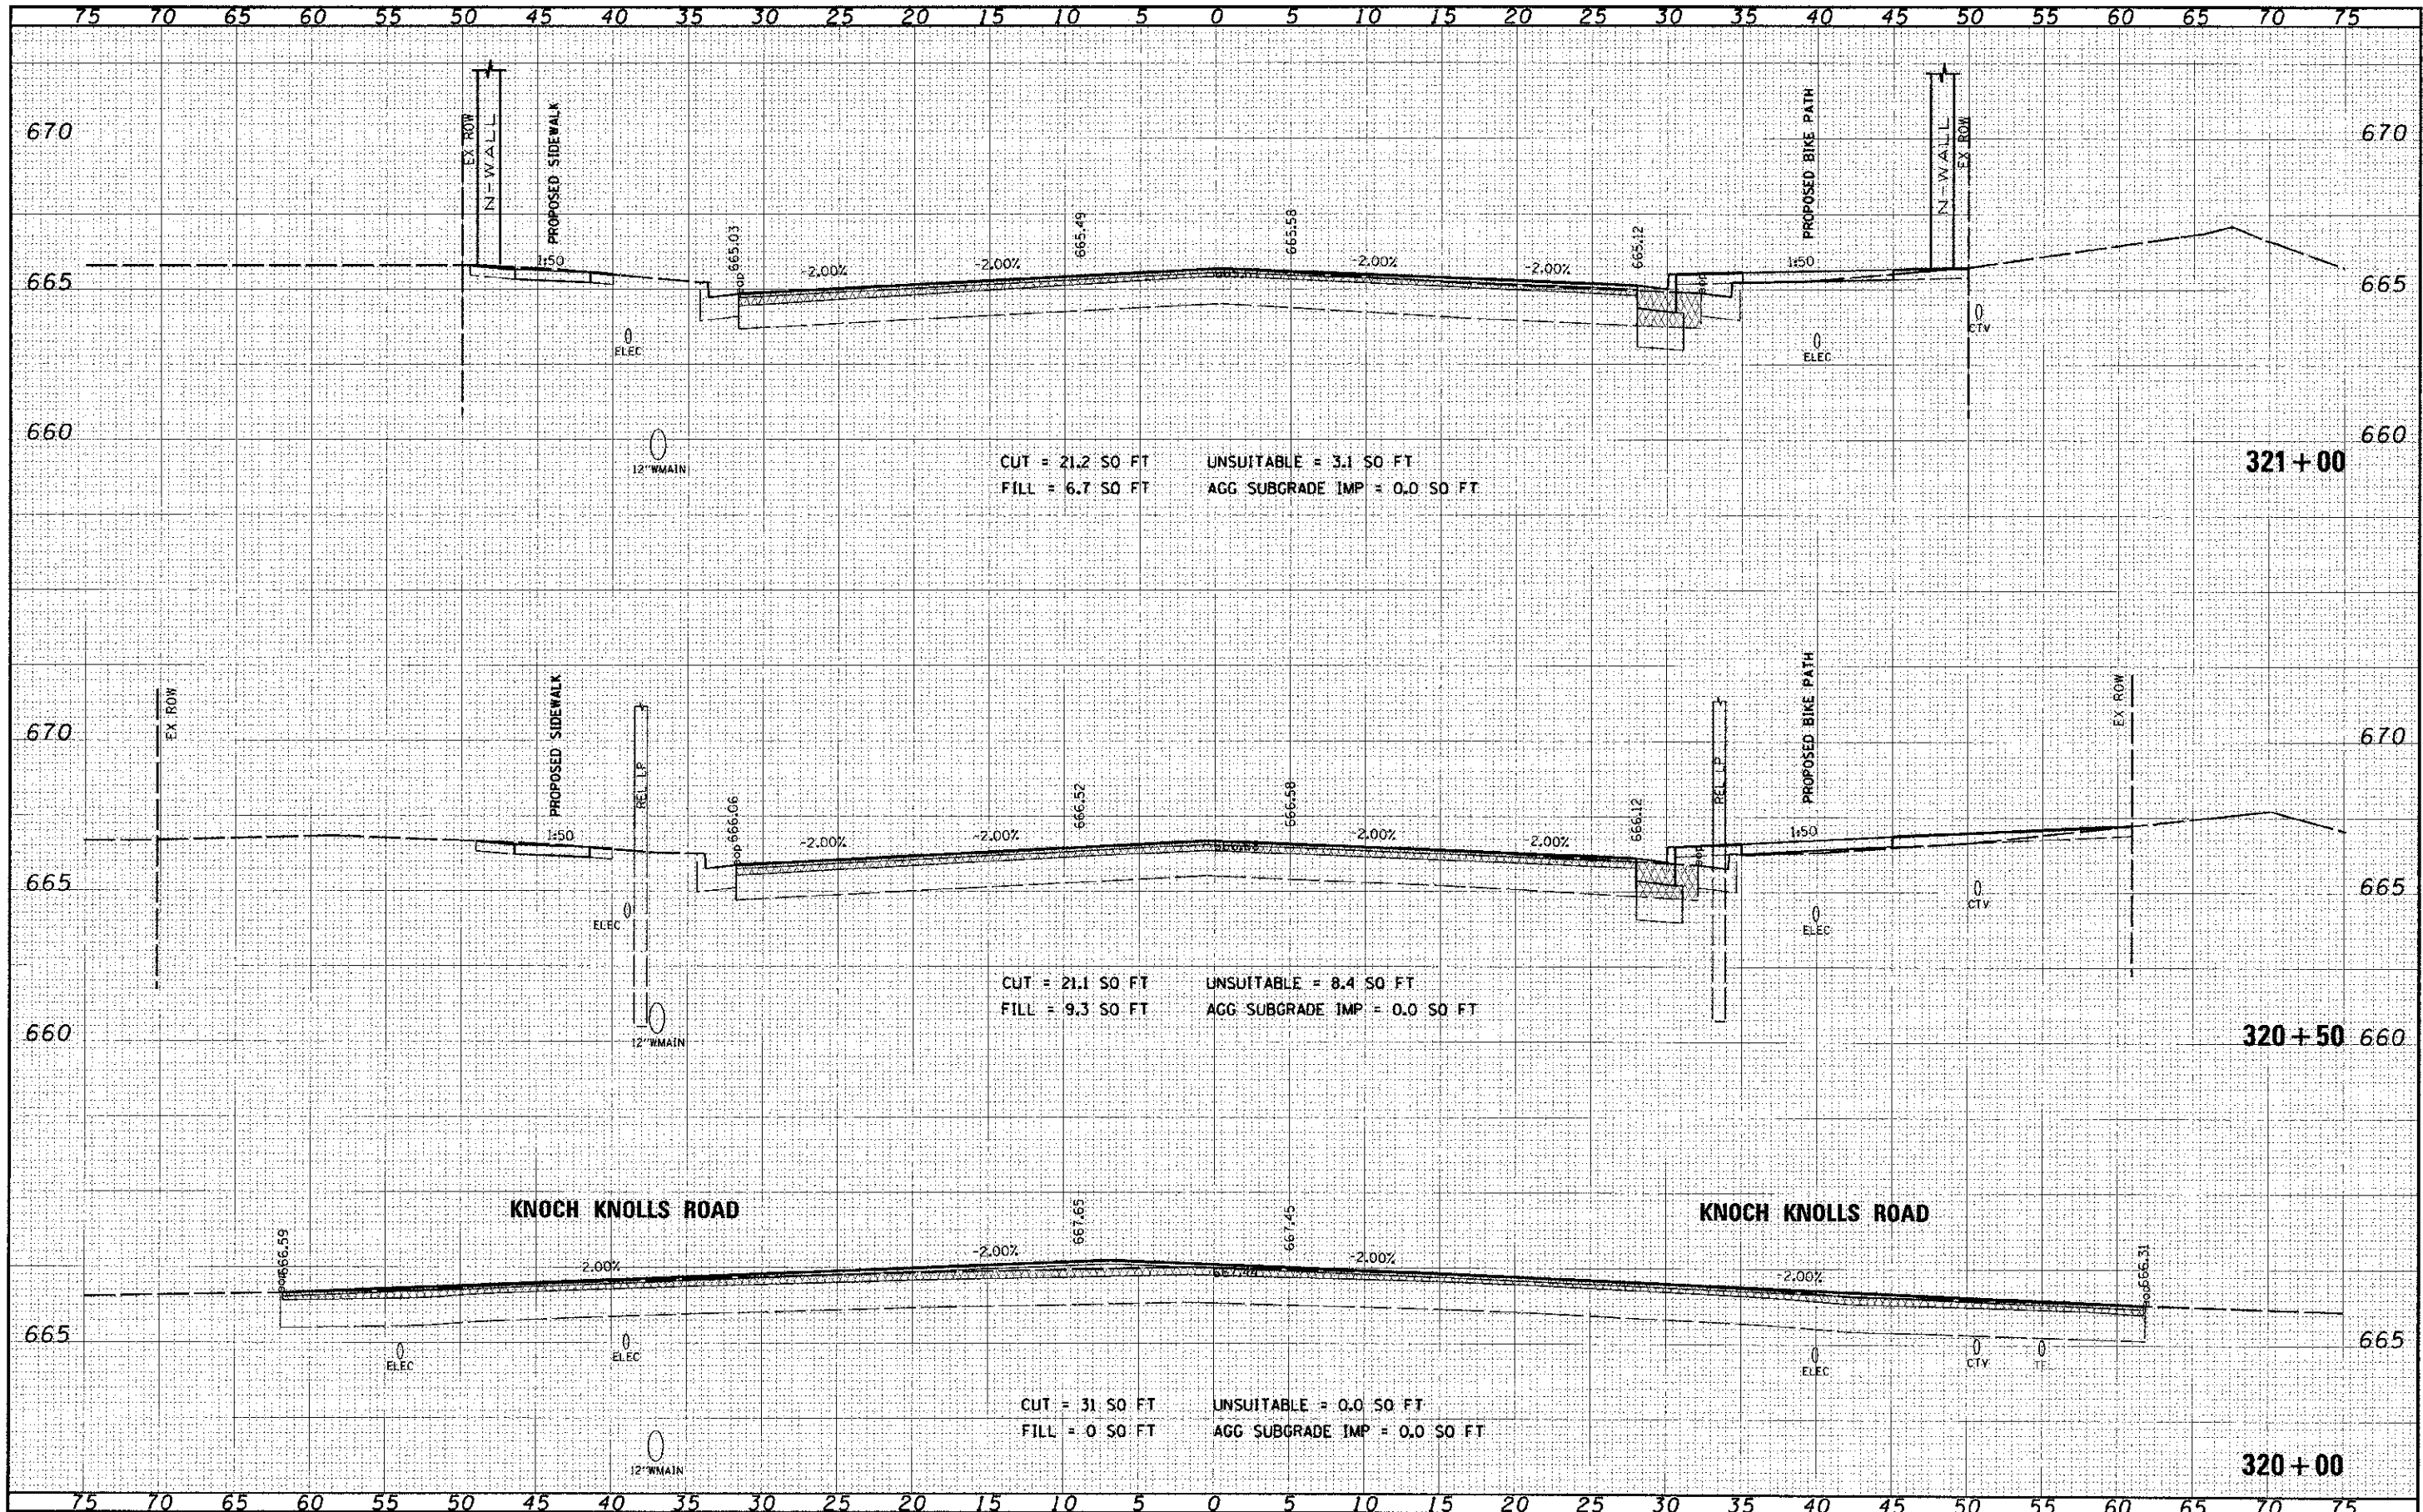 75 70 65 60 55 50 45 40 35 30 25 20 15 10 5 0 5 10 15 20 25 30 35 40 45 50 55 60 65 70 75
670
EX ROW
N-WALL
PROPOSED SIDEWALK
PROPOSED BIKE PATH
N-WALL
EX ROW
670
665
1:50
665.03
-2.00%
-2.00%
665.49
665.58
-2.00%
-2.00%
665.12
1:50
665
ELEC
ELEC
CTV
660
12"WMAIN
660
CUT = 21.2 SQ FT UNSUITABLE = 3.1 SQ FT
FILL = 6.7 SQ FT AGG SUBGRADE IMP = 0.0 SQ FT
321+00
670
EX ROW
PROPOSED SIDEWALK
REL LP
REL LP
PROPOSED BIKE PATH
EX ROW
670
665
1:50
666.06
-2.00%
-2.00%
666.52
666.58
-2.00%
-2.00%
666.12
1:50
665
ELEC
ELEC
CTV
CUT = 21.1 SQ FT UNSUITABLE = 8.4 SQ FT
FILL = 9.3 SQ FT AGG SUBGRADE IMP = 0.0 SQ FT
660
12"WMAIN
320+50
660
KNOCH KNOLLS ROAD
KNOCH KNOLLS ROAD
666.59
2.00%
-2.00%
667.65
667.45
-2.00%
-2.00%
666.31
665
ELEC
ELEC
ELEC
CTV
665
CUT = 31 SQ FT UNSUITABLE = 0.0 SQ FT
FILL = 0 SQ FT AGG SUBGRADE IMP = 0.0 SQ FT
12"WMAIN
320+00
75 70 65 60 55 50 45 40 35 30 25 20 15 10 5 0 5 10 15 20 25 30 35 40 45 50 55 60 65 70 75